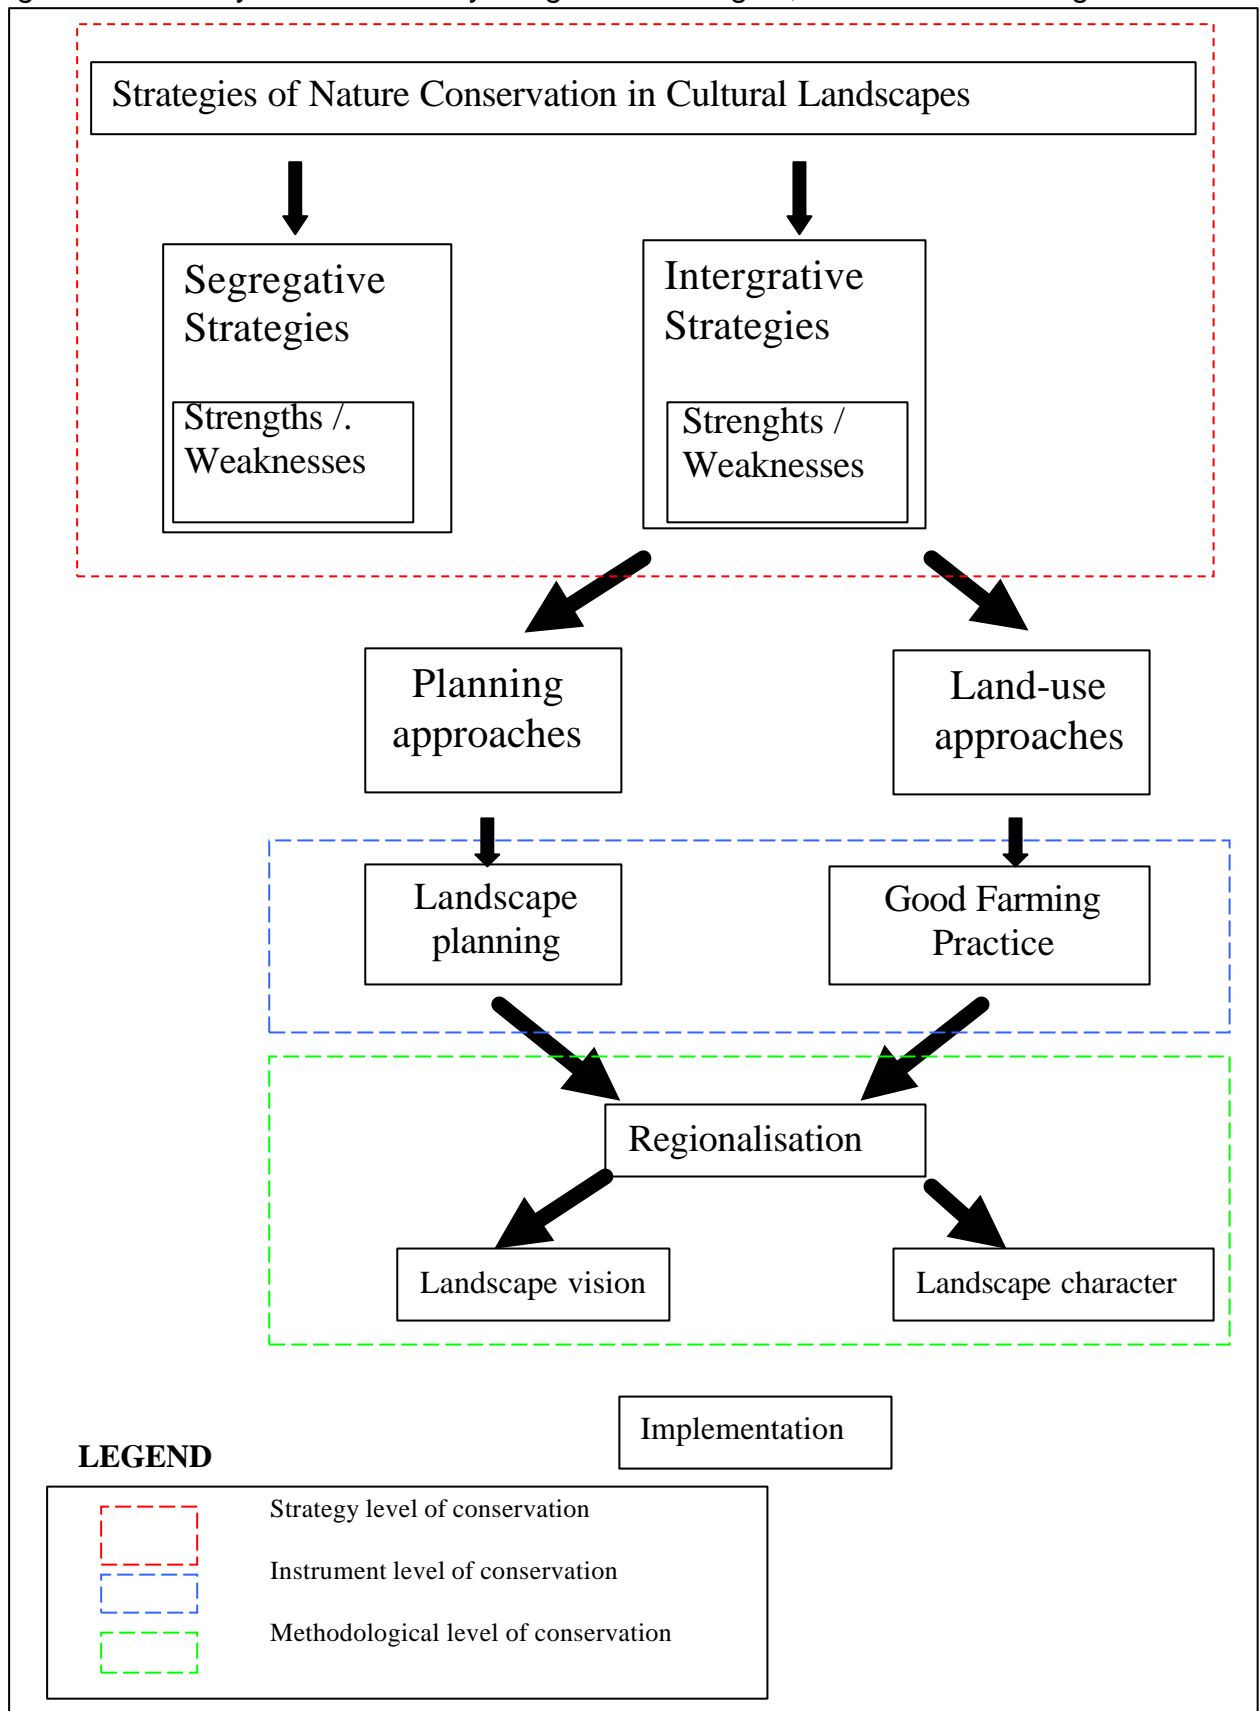 Strategies of Nature Conservation in Cultural Landscapes
Segregative
Strategies
Strengths /.
Weaknesses
Intergrative
Strategies
Strenghts /
Weaknesses
Planning
approaches
Land-use
approaches
Landscape
planning
Good Farming
Practice
Regionalisation
Landscape vision
Landscape character
Implementation
LEGEND
Strategy level of conservation
Instrument level of conservation
Methodological level of conservation